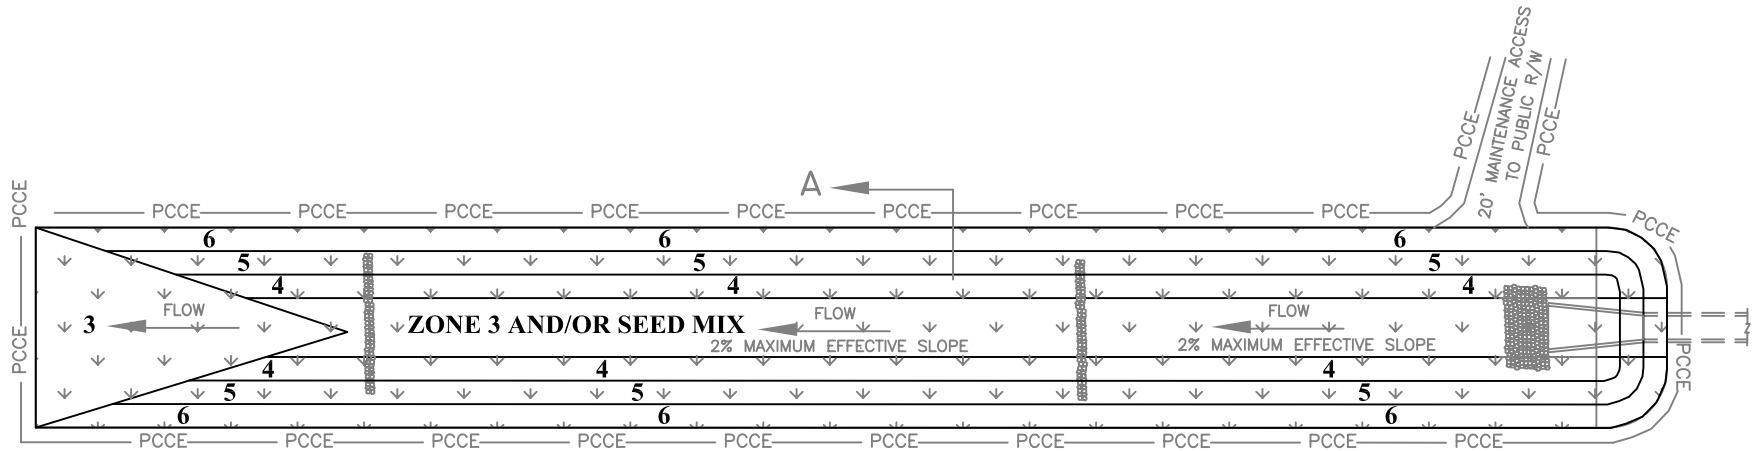 20' MAINTENANCE ACCESS
TO PUBLIC R/W
PCCE
PCCE
A
PCCE
PCCE PCCE PCCE PCCE PCCE PCCE PCCE PCCE PCCE
PCCE
6 6 6
5 5 5
4 4 4
FLOW
3
ZONE 3 AND/OR SEED MIX
FLOW
2% MAXIMUM EFFECTIVE SLOPE
FLOW
2% MAXIMUM EFFECTIVE SLOPE
PCCE
PCCE
4 4 4
5 5 5
6 6 6
PCCE PCCE PCCE PCCE PCCE PCCE PCCE PCCE PCCE PCCE